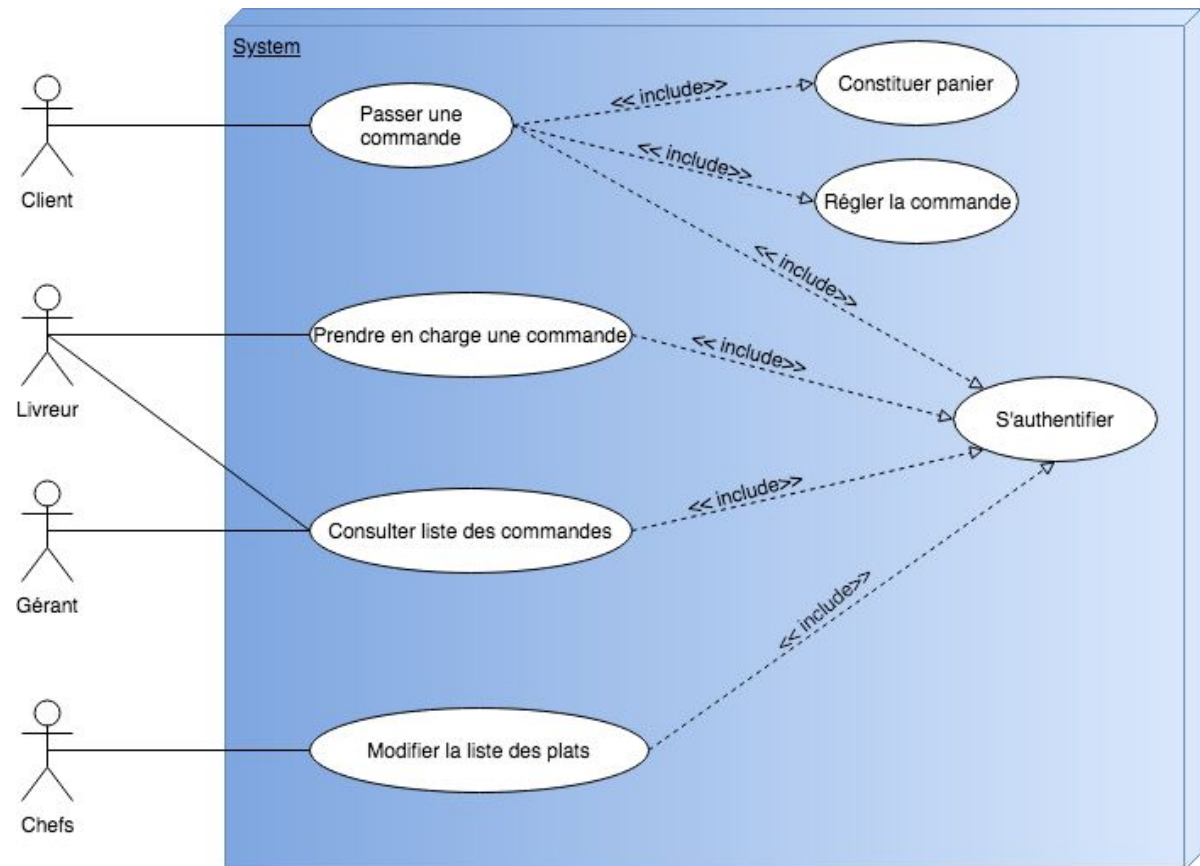 System
Passer une
commande
<< include>>
Constituer panier
<< include>>
Régler la commande
Client
<< include>>
Prendre en charge une commande
<< include>>
Livreur
S'authentifier
<< include>>
Consulter liste des commandes
Gérant
<< include>>
Modifier la liste des plats
Chefs